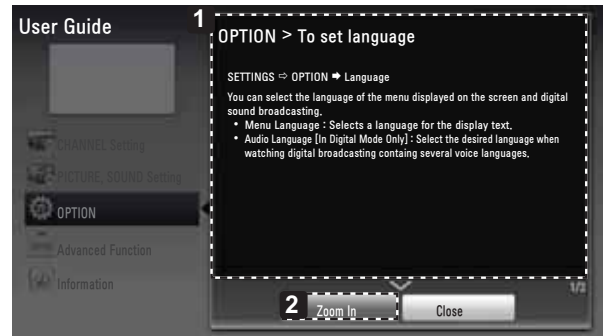 User Guide
1
OPTION > To set language
SETTINGS ⇨ OPTION ➡ Language
You can select the language of the menu displayed on the screen and digital
sound broadcasting.
• Menu Language : Selects a language for the display text.
• Audio Language [In Digital Mode Only] : Select the desired language when
watching digital broadcasting containg several voice languages.
CHANNEL Setting
PICTURE, SOUND Setting
OPTION
Advanced Function
Information
1/2
2
Zoom In
Close